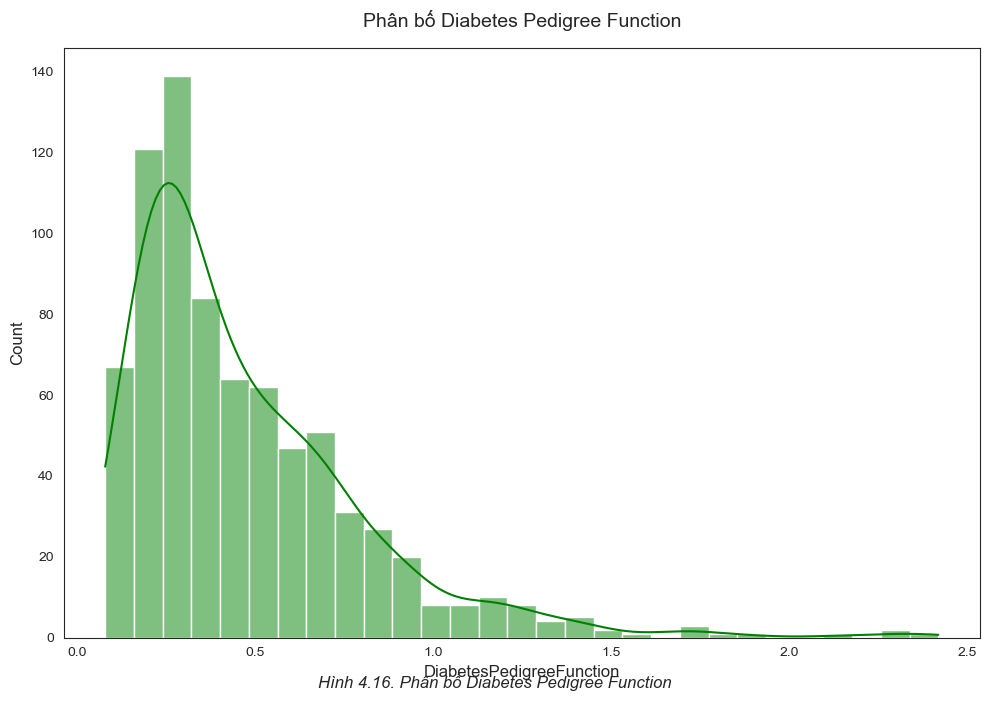 Phân bố Diabetes Pedigree Function
140
120
100
80
60
40
20
0
Count
0.0 0.5 1.0 1.5 2.0 2.5
DiabetesPedigreeFunction
Hình 4.16. Phân bố Diabetes Pedigree Function